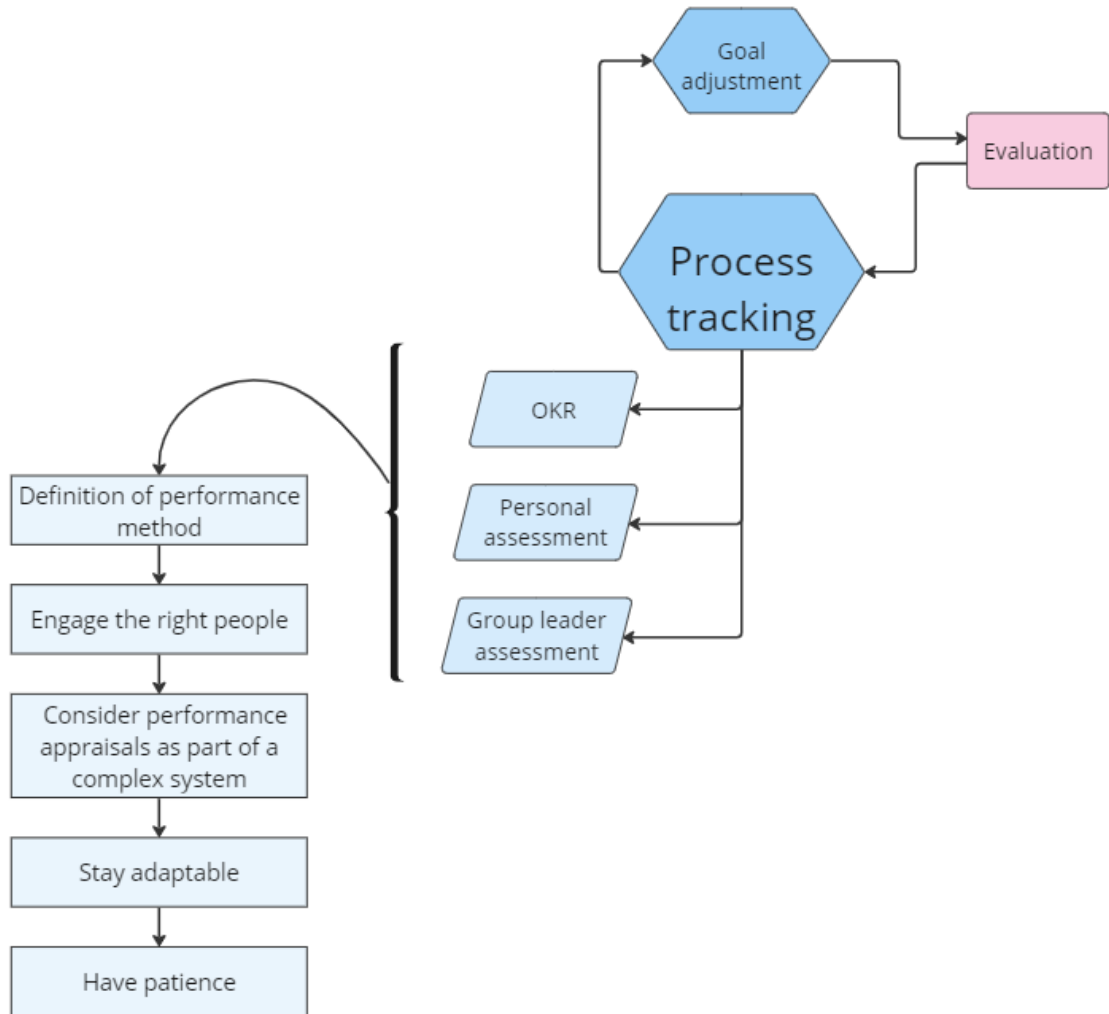 Goal
adjustment
Evaluation
Process
tracking
OKR
Personal
assessment
Group leader
assessment
Definition of performance
method
Engage the right people
Consider performance
appraisals as part of a
complex system
Stay adaptable
Have patience